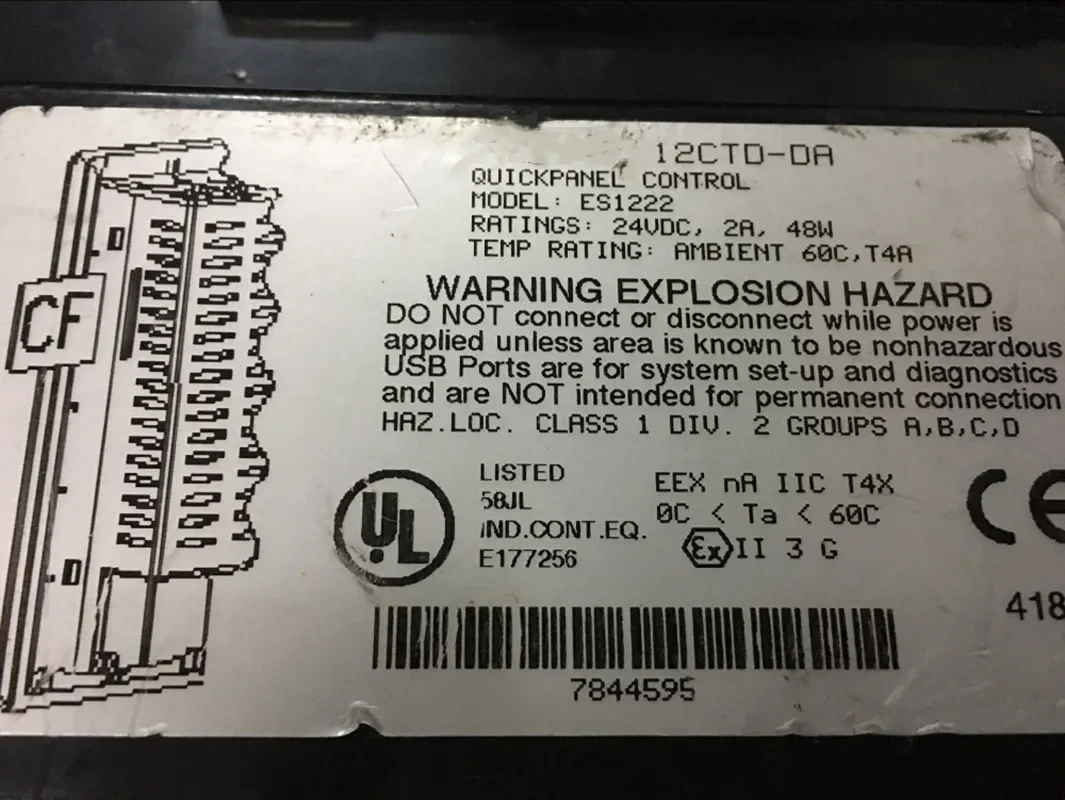 12CTD-DA
QUICKPANEL CONTROL
MODEL: ES1222
RATINGS: 24VDC, 2A, 48W
TEMP RATING: AMBIENT 60C,T4A
WARNING EXPLOSION HAZARD
DO NOT connect or disconnect while power is
applied unless area is known to be nonhazardous
USB Ports are for system set-up and diagnostics
and are NOT intended for permanent connection
HAZ.LOC. CLASS 1 DIV. 2 GROUPS A,B,C,D
CF
UL
LISTED
58JL
IND.CONT.EQ.
E177256
EEX nA IIC T4X
0C < Ta < 60C
Ex II 3 G
CE
418
7844595